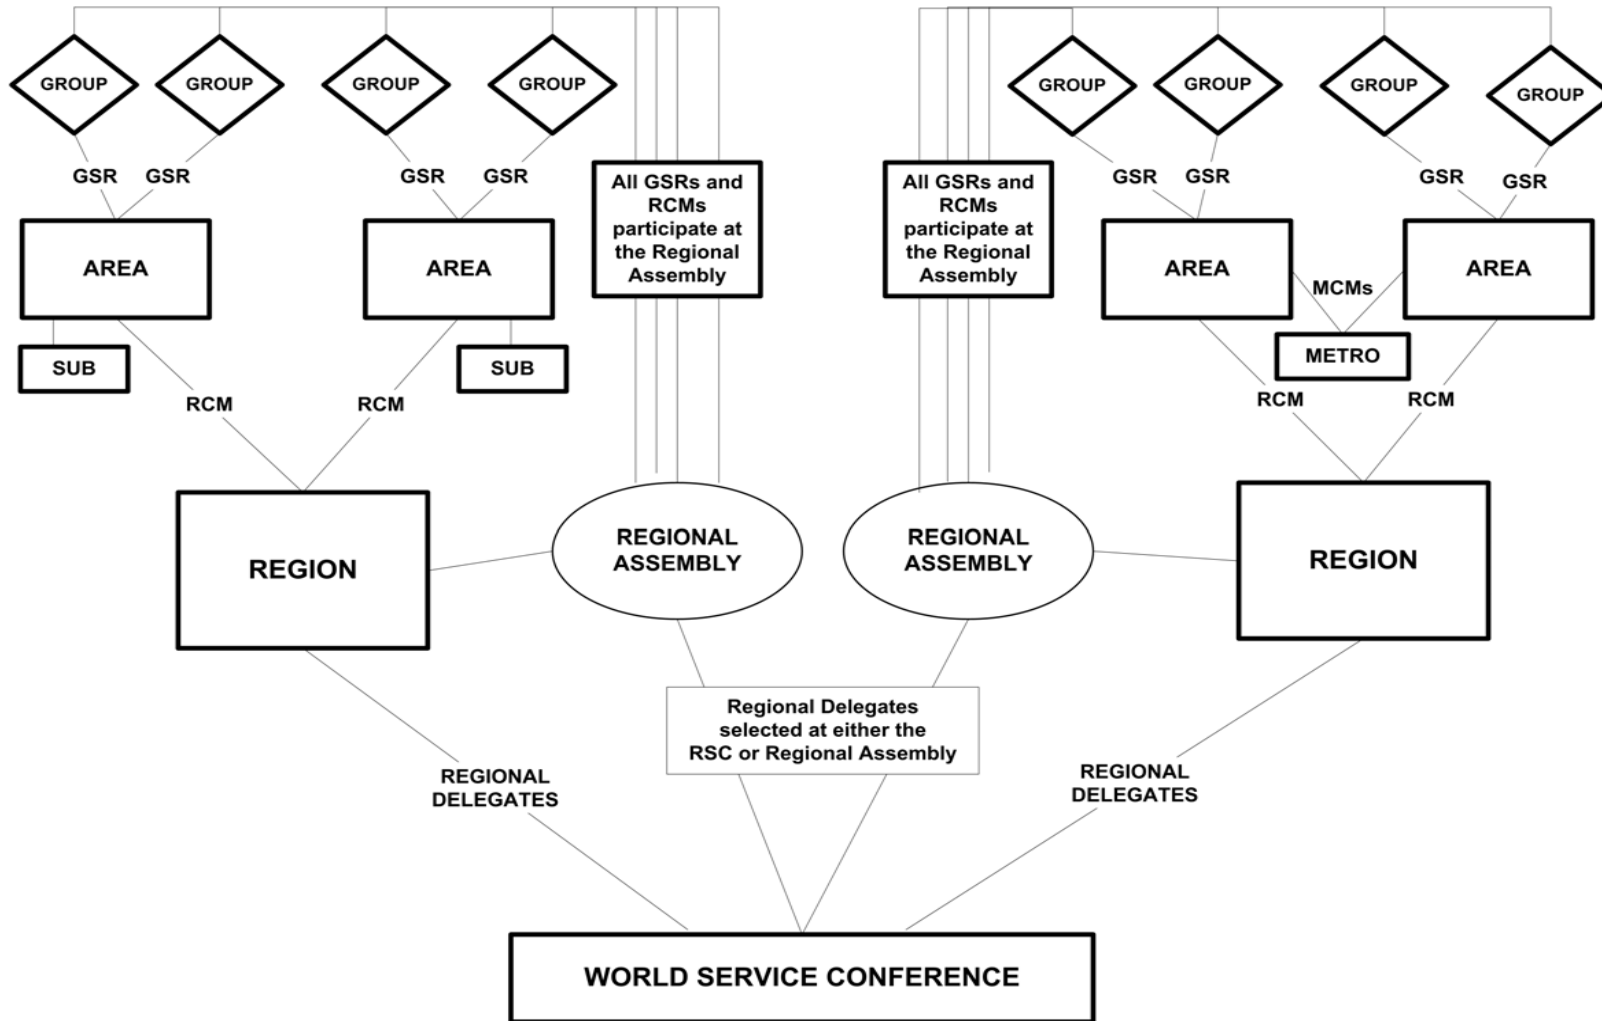 GROUP
GROUP
GROUP
GROUP
GROUP
GROUP
GROUP
GROUP
GSR
GSR
GSR
GSR
GSR
GSR
GSR
GSR
All GSRs and
RCMs
participate at
the Regional
Assembly
All GSRs and
RCMs
participate at
the Regional
Assembly
AREA
AREA
AREA
AREA
MCMs
SUB
SUB
METRO
RCM
RCM
RCM
RCM
REGION
REGIONAL
ASSEMBLY
REGIONAL
ASSEMBLY
REGION
Regional Delegates
selected at either the
RSC or Regional Assembly
REGIONAL
DELEGATES
REGIONAL
DELEGATES
WORLD SERVICE CONFERENCE